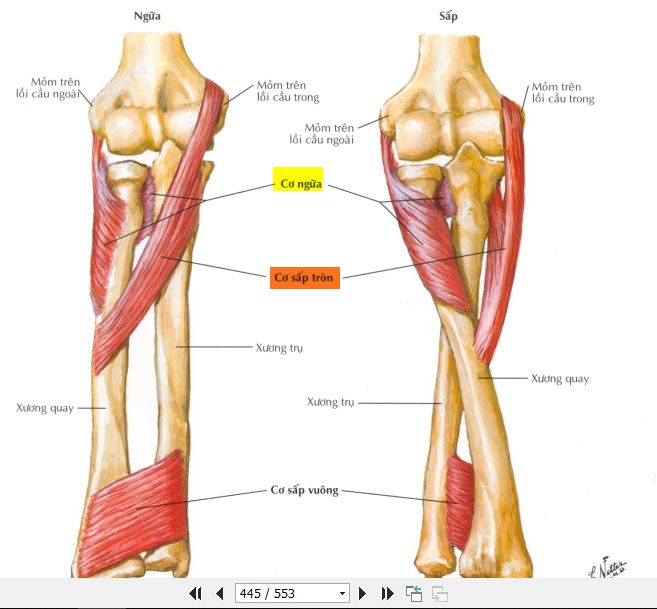 Ngữa
Sấp
Mỏm trên
lồi cầu ngoài
Mỏm trên
lồi cầu trong
Mỏm trên
lồi cầu ngoài
Mỏm trên
lồi cầu trong
Cơ ngữa
Cơ sấp tròn
Xương trụ
Xương quay
Xương quay
Xương trụ
Cơ sấp vuông
445 / 553